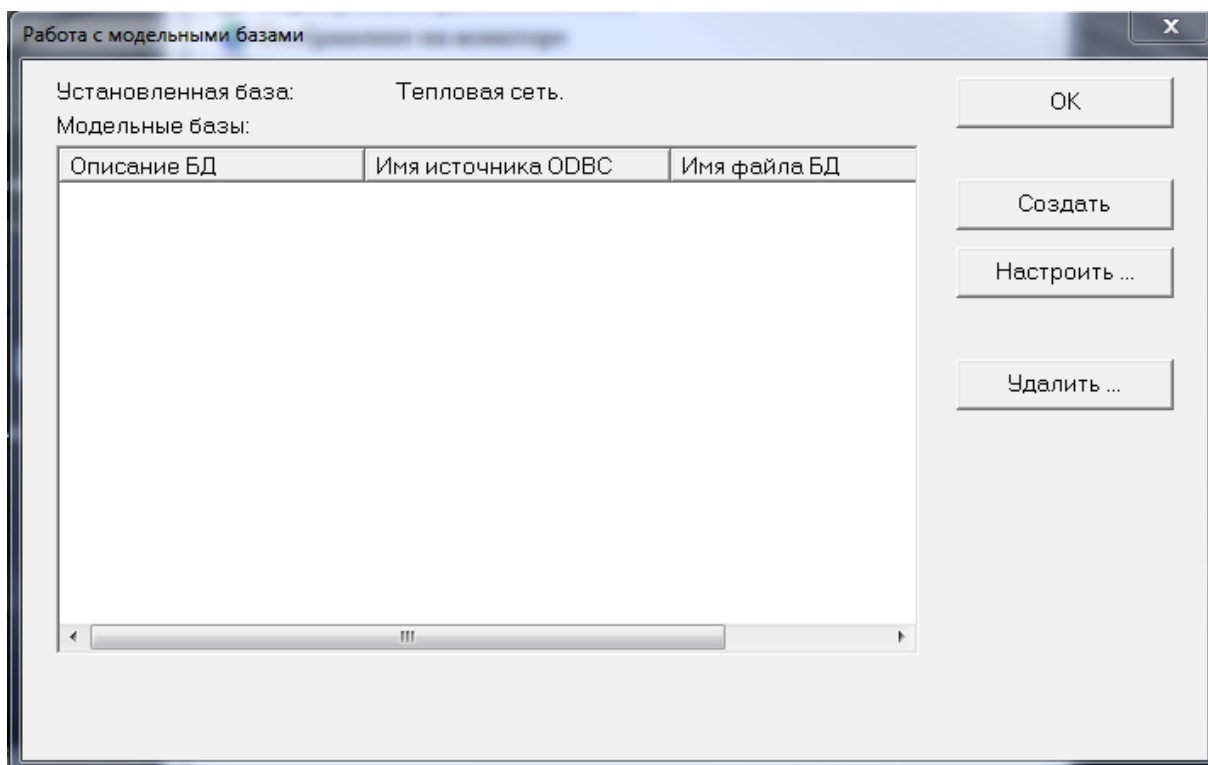 Работа с модельными базами
Установленная база: Тепловая сеть.
Модельные базы:
Описание БД Имя источника ODBC Имя файла БД
OK
Создать
Настроить ...
Удалить ...